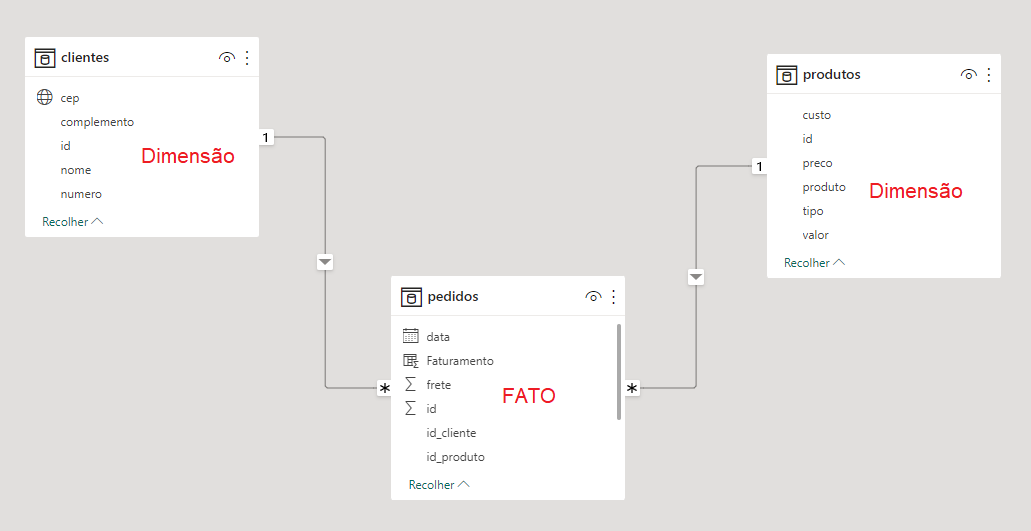 clientes
cep
complemento
id
nome
numero
Dimensão
Recolher
1
produtos
custo
id
preco
produto
tipo
valor
Dimensão
Recolher
1
pedidos
data
Faturamento
frete
id
id_cliente
id_produto
FATO
Recolher
*
*